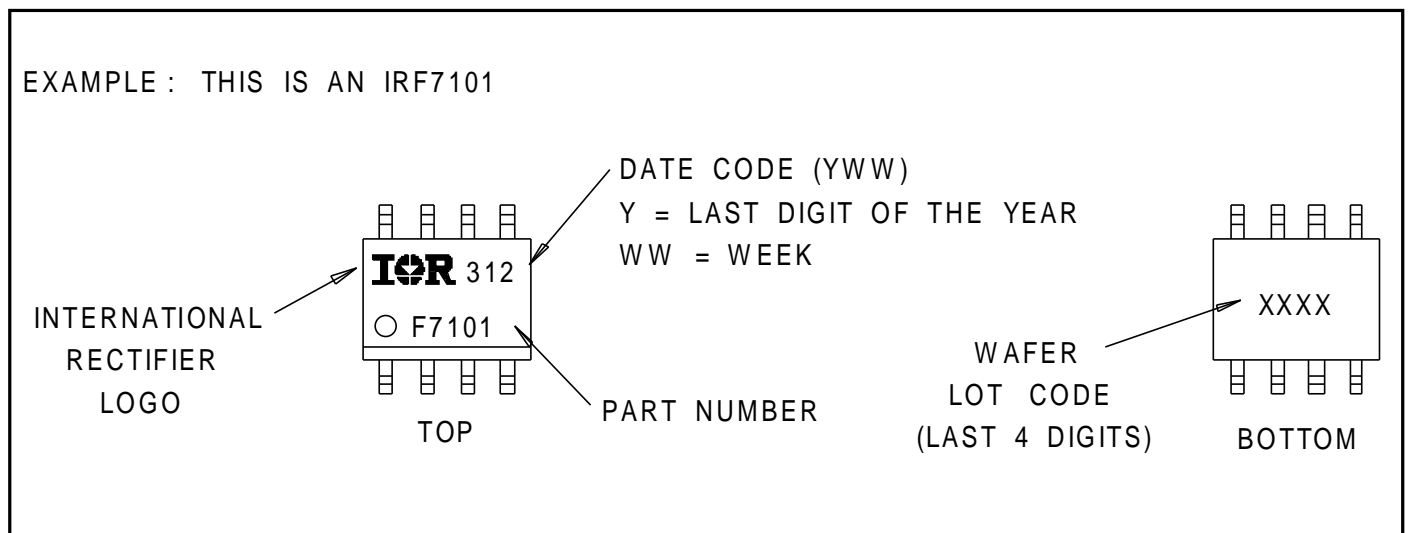 EXAMPLE : THIS IS AN IRF7101
DATE CODE (YWW)
Y = LAST DIGIT OF THE YEAR
WW = WEEK
IOR 312
F7101
INTERNATIONAL
RECTIFIER
LOGO
PART NUMBER
TOP
XXXX
WAFER
LOT CODE
(LAST 4 DIGITS)
BOTTOM